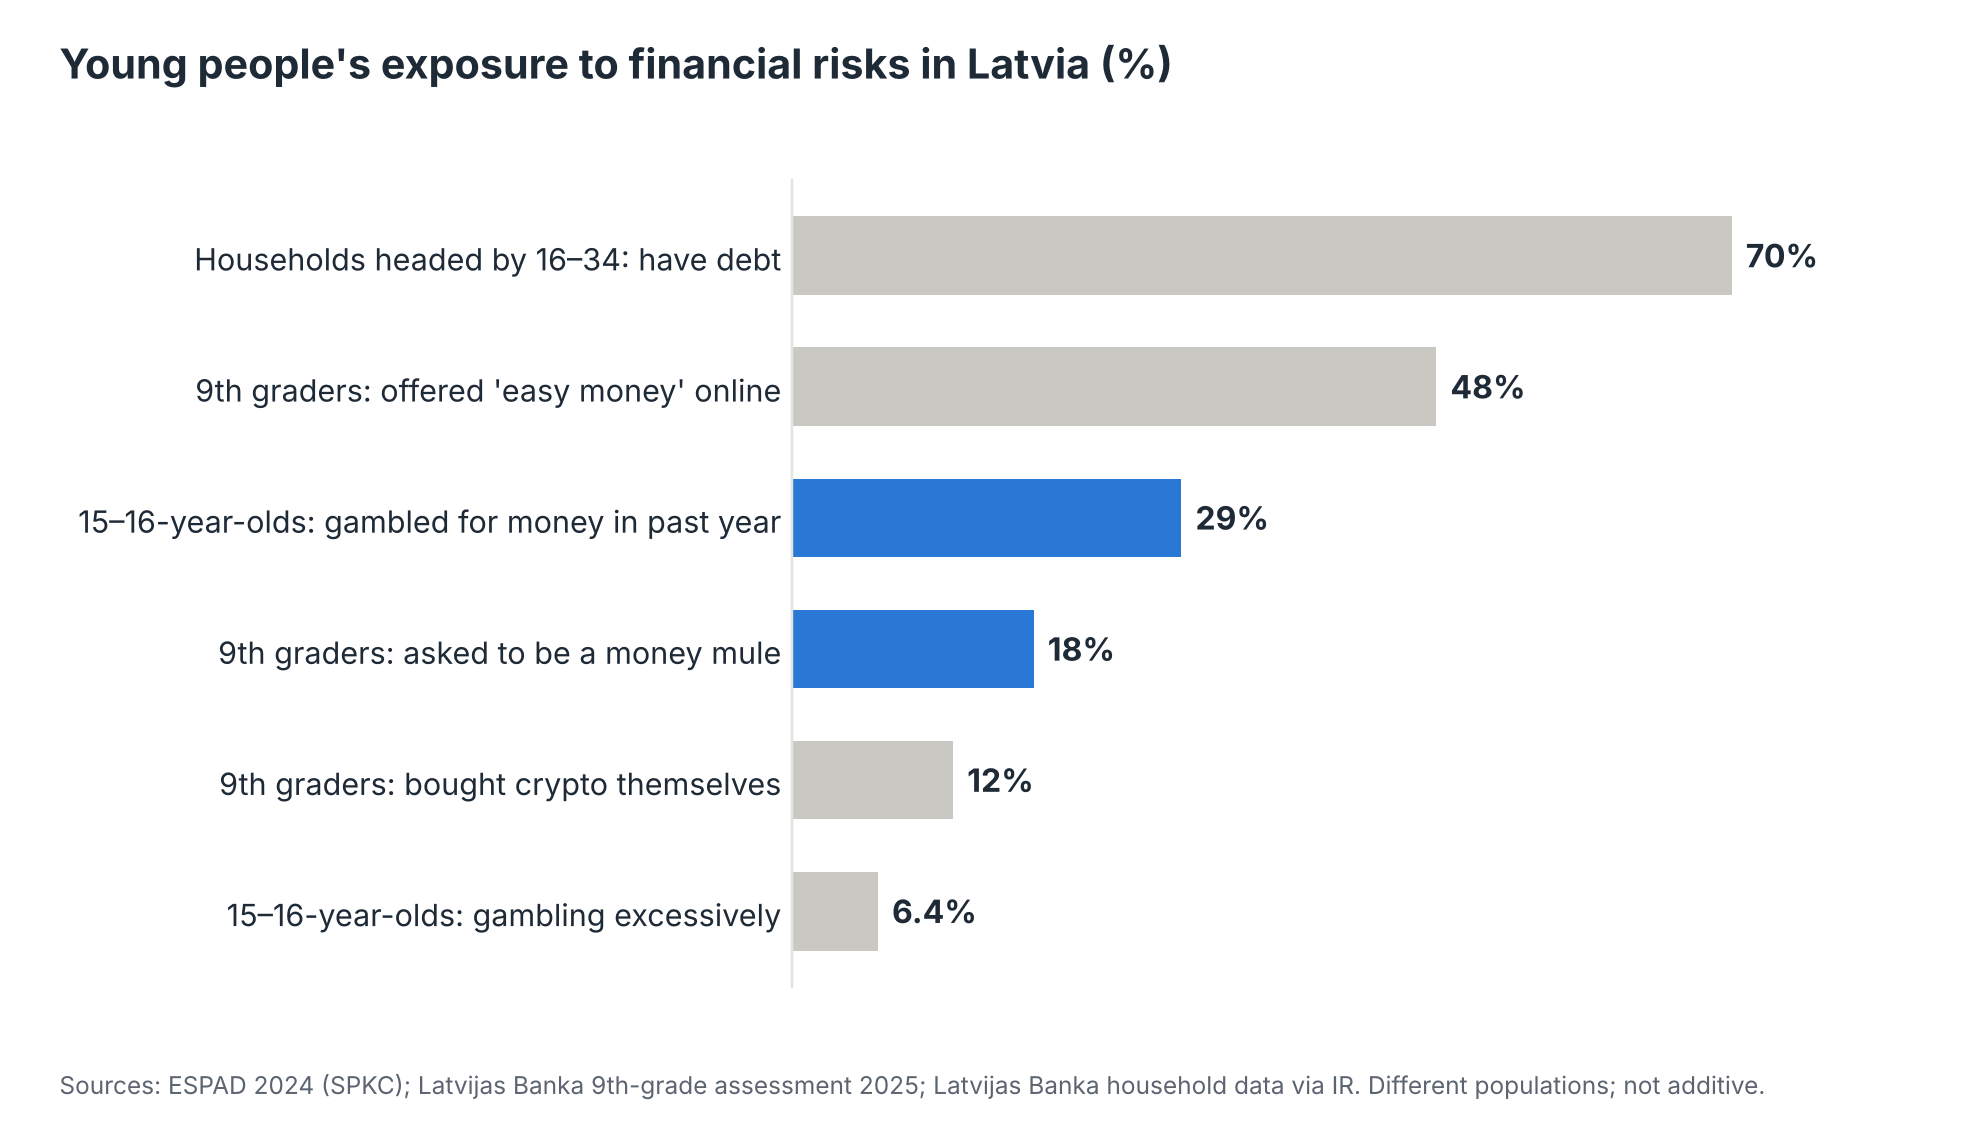 Young people's exposure to financial risks in Latvia (%)
Households headed by 16–34: have debt 70%
9th graders: offered 'easy money' online 48%
15–16-year-olds: gambled for money in past year 29%
9th graders: asked to be a money mule 18%
9th graders: bought crypto themselves 12%
15–16-year-olds: gambling excessively 6.4%
Sources: ESPAD 2024 (SPKC); Latvijas Banka 9th-grade assessment 2025; Latvijas Banka household data via IR. Different populations; not additive.